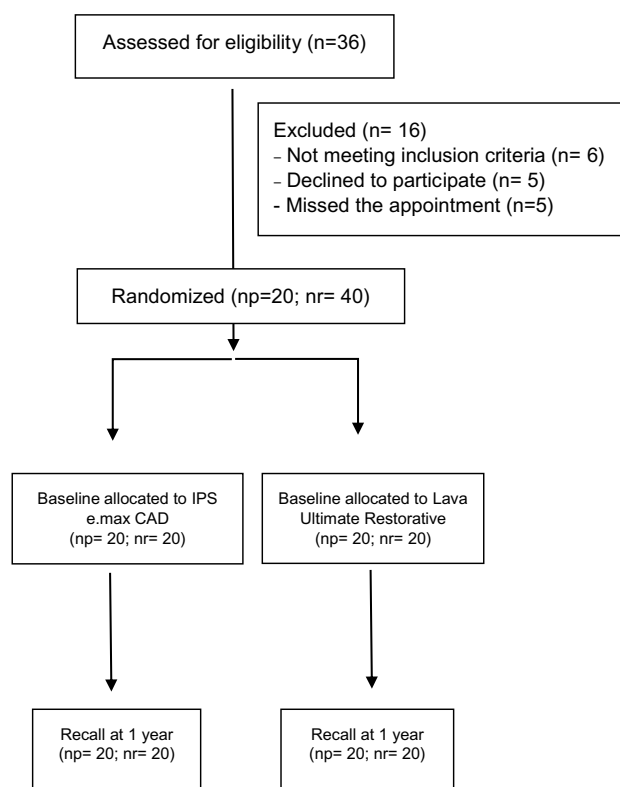 Assessed for eligibility (n=36)
Excluded (n= 16)
– Not meeting inclusion criteria (n= 6)
– Declined to participate (n= 5)
- Missed the appointment (n=5)
Randomized (np=20; nr= 40)
Baseline allocated to IPS
e.max CAD
(np= 20; nr= 20)
Baseline allocated to Lava
Ultimate Restorative
(np= 20; nr= 20)
Recall at 1 year
(np= 20; nr= 20)
Recall at 1 year
(np= 20; nr= 20)